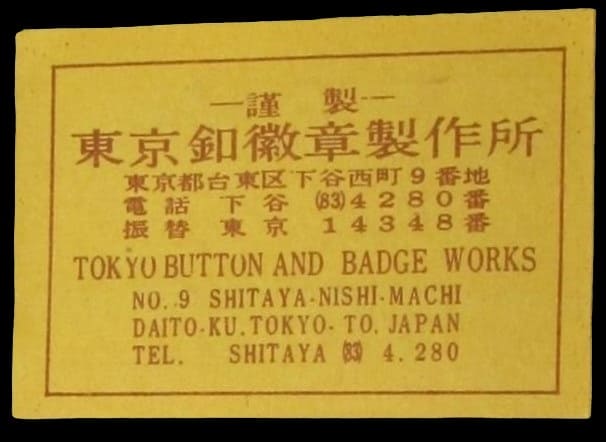 ―謹 製―
東京釦徽章製作所
東京都台東区下谷西町9番地
電話 下谷 (83)4280番
振替 東京 14348番
TOKYO BUTTON AND BADGE WORKS
NO. 9 SHITAYA-NISHI-MACHI
DAITO-KU. TOKYO-TO. JAPAN
TEL. SHITAYA (83) 4.280